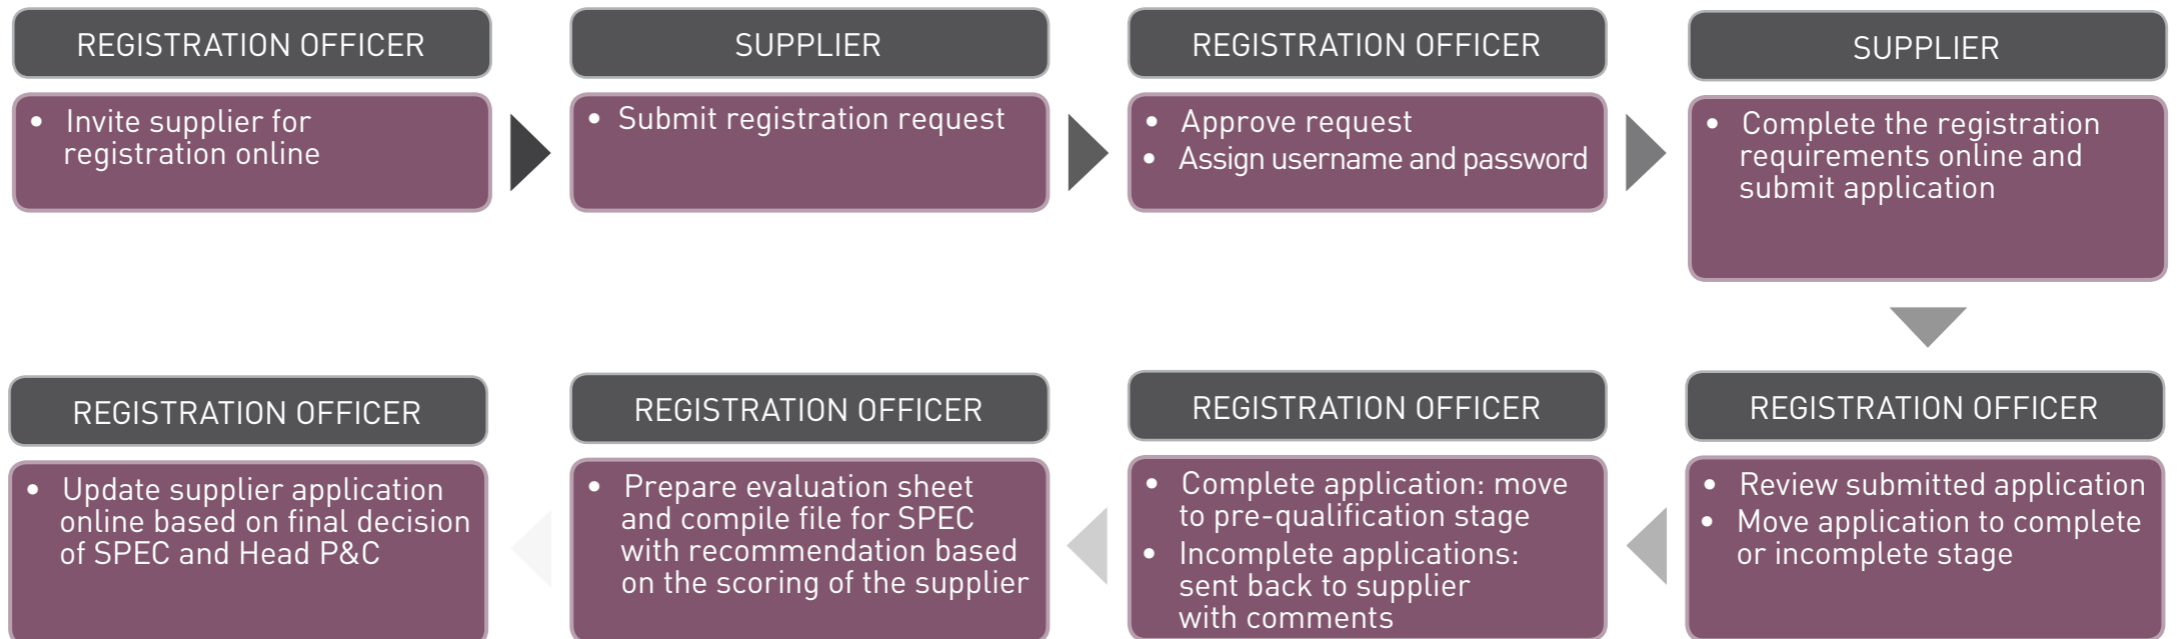 REGISTRATION OFFICER
• Invite supplier for
registration online
SUPPLIER
• Submit registration request
REGISTRATION OFFICER
• Approve request
• Assign username and password
SUPPLIER
• Complete the registration
requirements online and
submit application
REGISTRATION OFFICER
• Review submitted application
• Move application to complete
or incomplete stage
REGISTRATION OFFICER
• Complete application: move
to pre-qualification stage
• Incomplete applications:
sent back to supplier
with comments
REGISTRATION OFFICER
• Prepare evaluation sheet
and compile file for SPEC
with recommendation based
on the scoring of the supplier
REGISTRATION OFFICER
• Update supplier application
online based on final decision
of SPEC and Head P&C